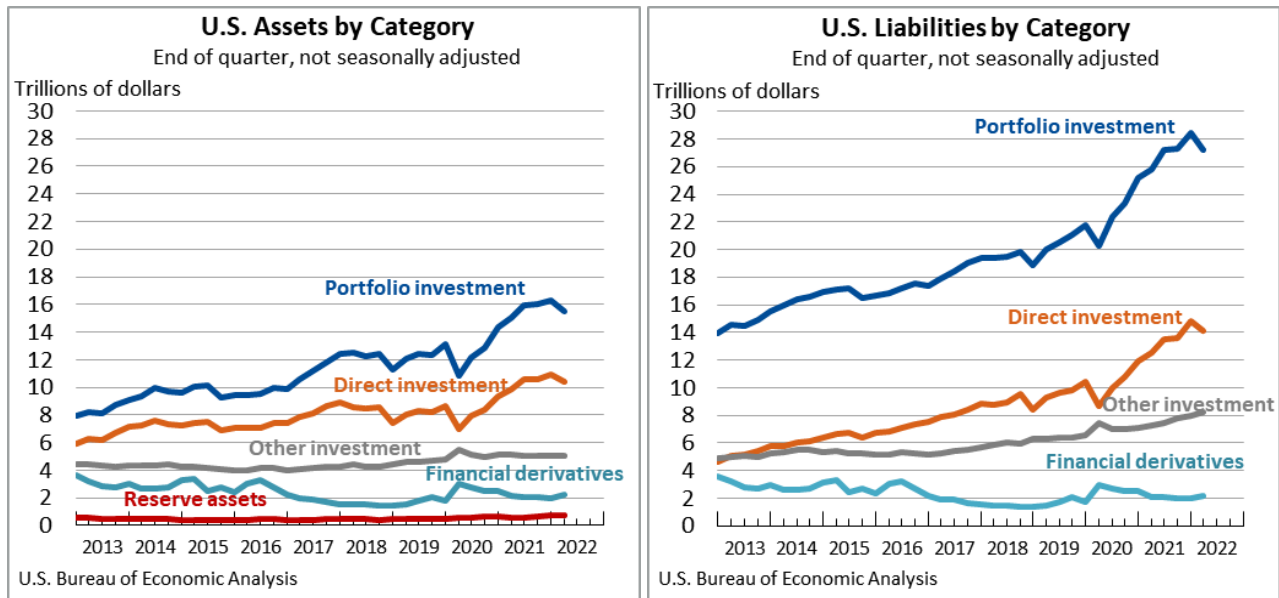 U.S. Assets by Category
End of quarter, not seasonally adjusted
Trillions of dollars
30
28
26
24
22
20
18
16
14
12
10
8
6
4
2
0
Portfolio investment
Direct investment
Other investment
Financial derivatives
Reserve assets
2013 2014 2015 2016 2017 2018 2019 2020 2021 2022
U.S. Bureau of Economic Analysis
U.S. Liabilities by Category
End of quarter, not seasonally adjusted
Trillions of dollars
30
28
26
24
22
20
18
16
14
12
10
8
6
4
2
0
Portfolio investment
Direct investment
Other investment
Financial derivatives
2013 2014 2015 2016 2017 2018 2019 2020 2021 2022
U.S. Bureau of Economic Analysis